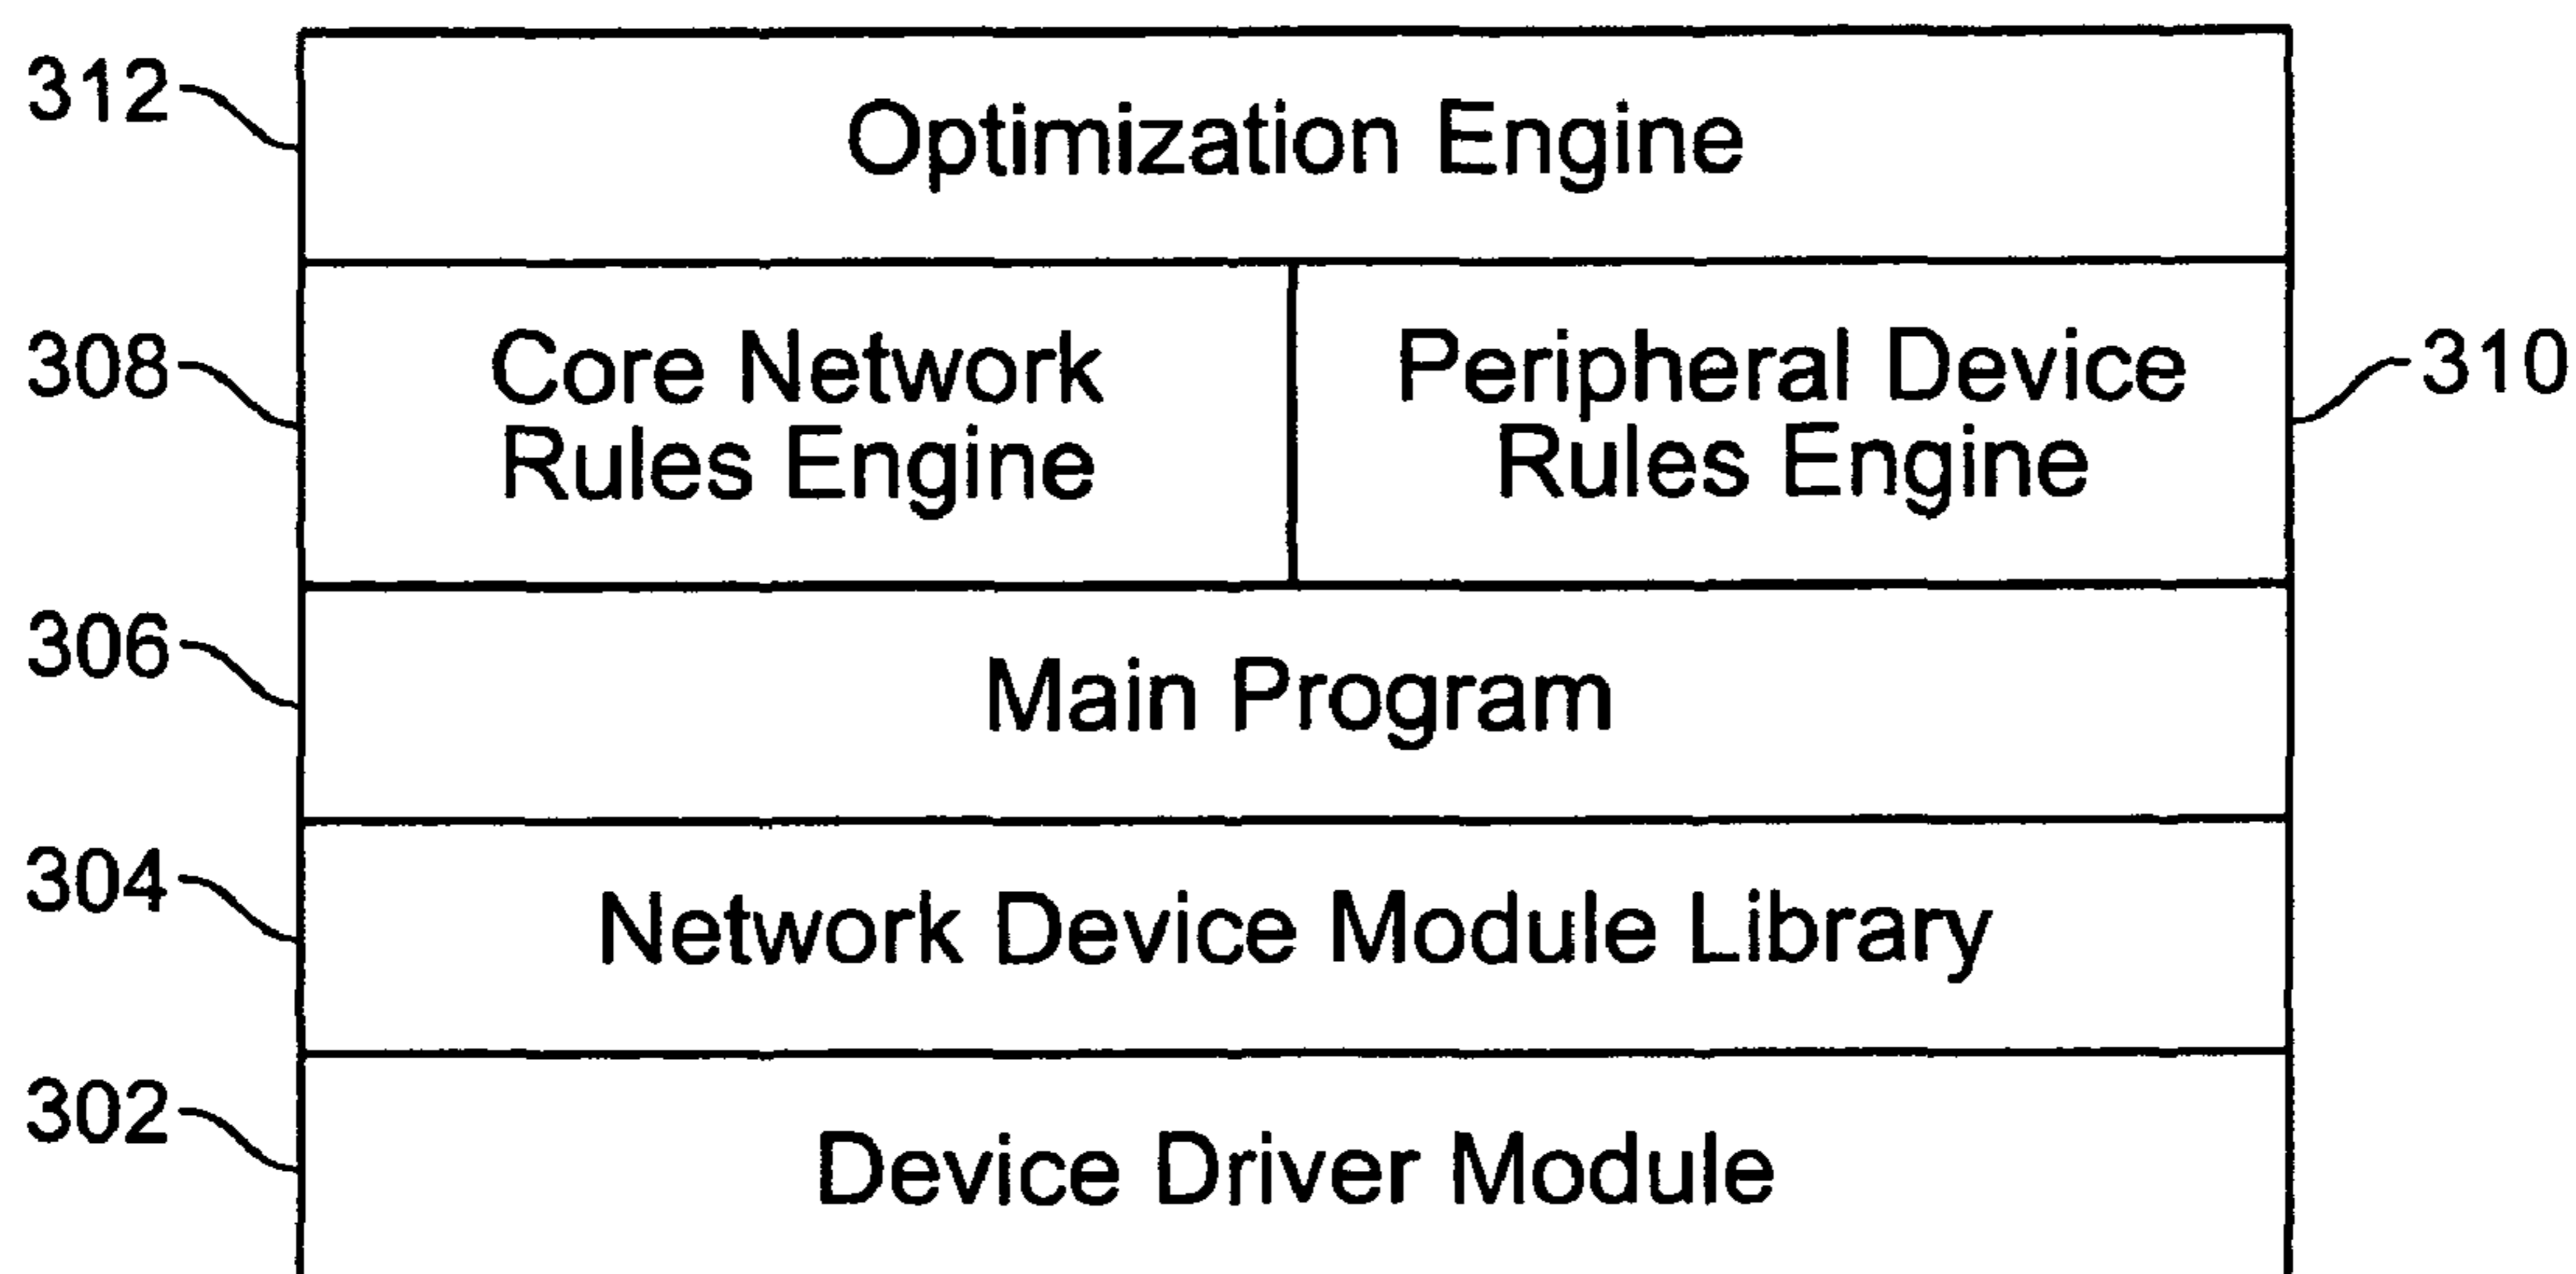 312
Optimization Engine
308
Core Network
Rules Engine
Peripheral Device
Rules Engine
310
306
Main Program
304
Network Device Module Library
302
Device Driver Module